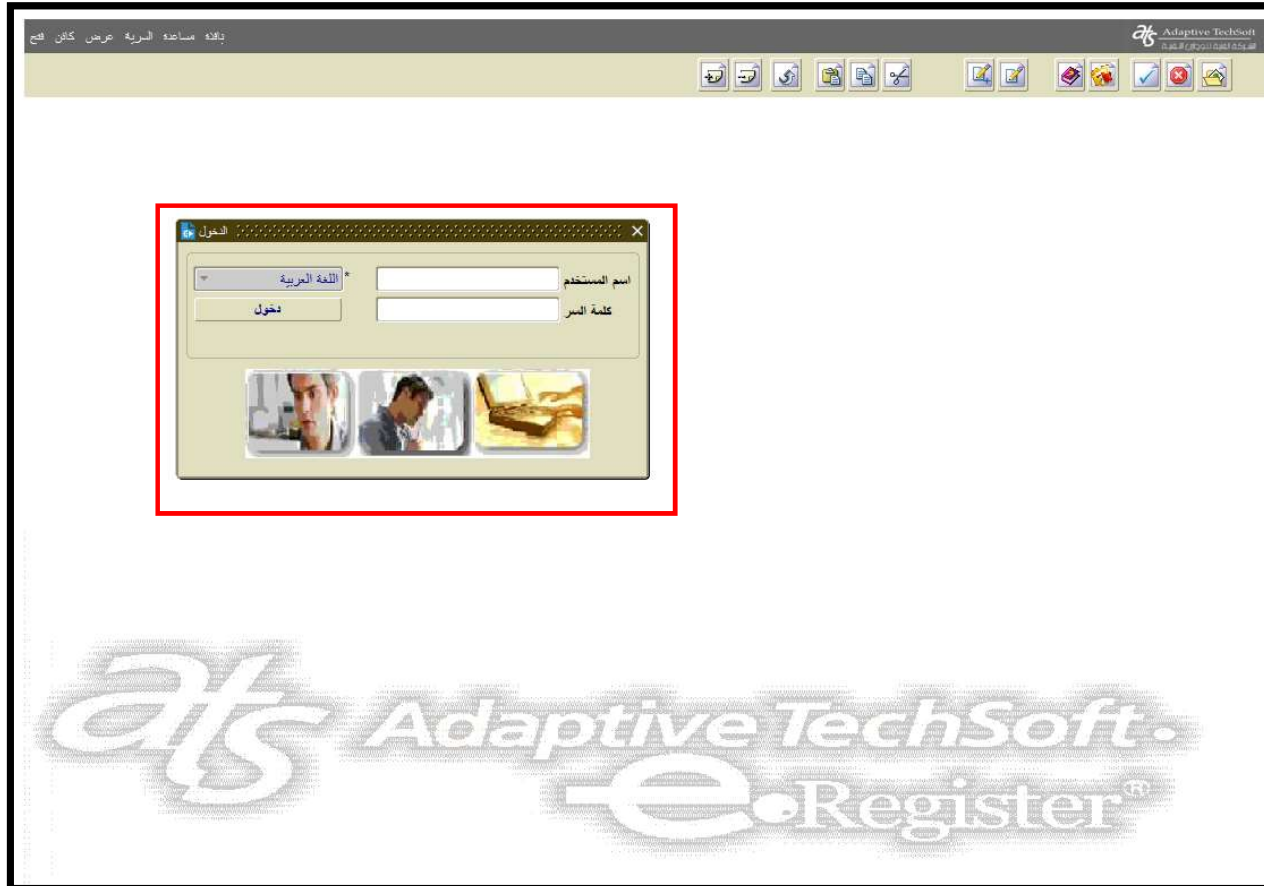 نافذة مساعدة السرية عرض كائن فتح
Adaptive TechSoft
ats
الدخول
اسم المستخدم
* اللغة العربية
كلمة السر
دخول
ats Adaptive TechSoft
e.Register®